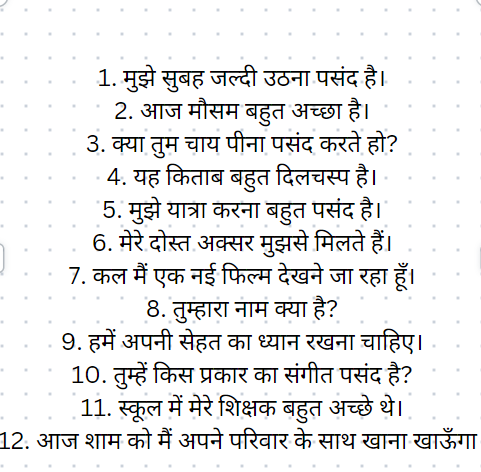 1. मुझे सुबह जल्दी उठना पसंद है।
2. आज मौसम बहुत अच्छा है।
3. क्या तुम चाय पीना पसंद करते हो?
4. यह किताब बहुत दिलचस्प है।
5. मुझे यात्रा करना बहुत पसंद है।
6. मेरे दोस्त अक्सर मुझसे मिलते हैं।
7. कल मैं एक नई फिल्म देखने जा रहा हूँ।
8. तुम्हारा नाम क्या है?
9. हमें अपनी सेहत का ध्यान रखना चाहिए।
10. तुम्हें किस प्रकार का संगीत पसंद है?
11. स्कूल में मेरे शिक्षक बहुत अच्छे थे।
12. आज शाम को मैं अपने परिवार के साथ खाना खाऊँगा